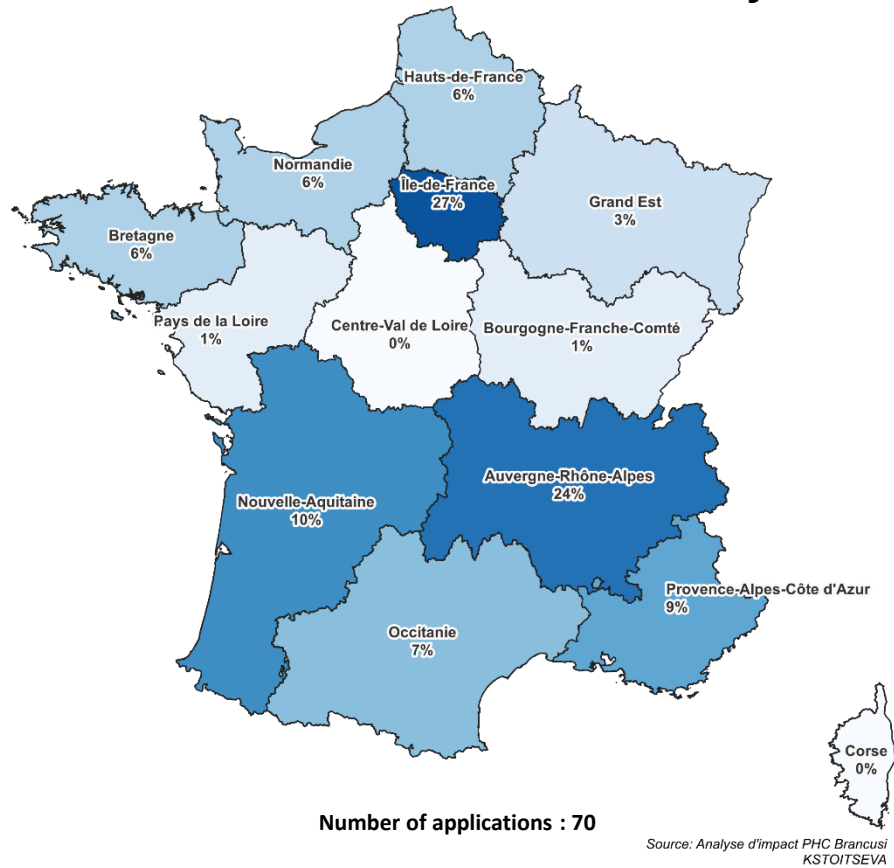 Hauts-de-France
6%
Normandie
6%
Île-de-France
27%
Grand Est
3%
Bretagne
6%
Pays de la Loire
1%
Centre-Val de Loire
0%
Bourgogne-Franche-Comté
1%
Auvergne-Rhône-Alpes
24%
Nouvelle-Aquitaine
10%
Provence-Alpes-Côte d'Azur
9%
Occitanie
7%
Corse
0%
Number of applications : 70
Source: Analyse d'impact PHC Brancusi
KSTOITSEVA